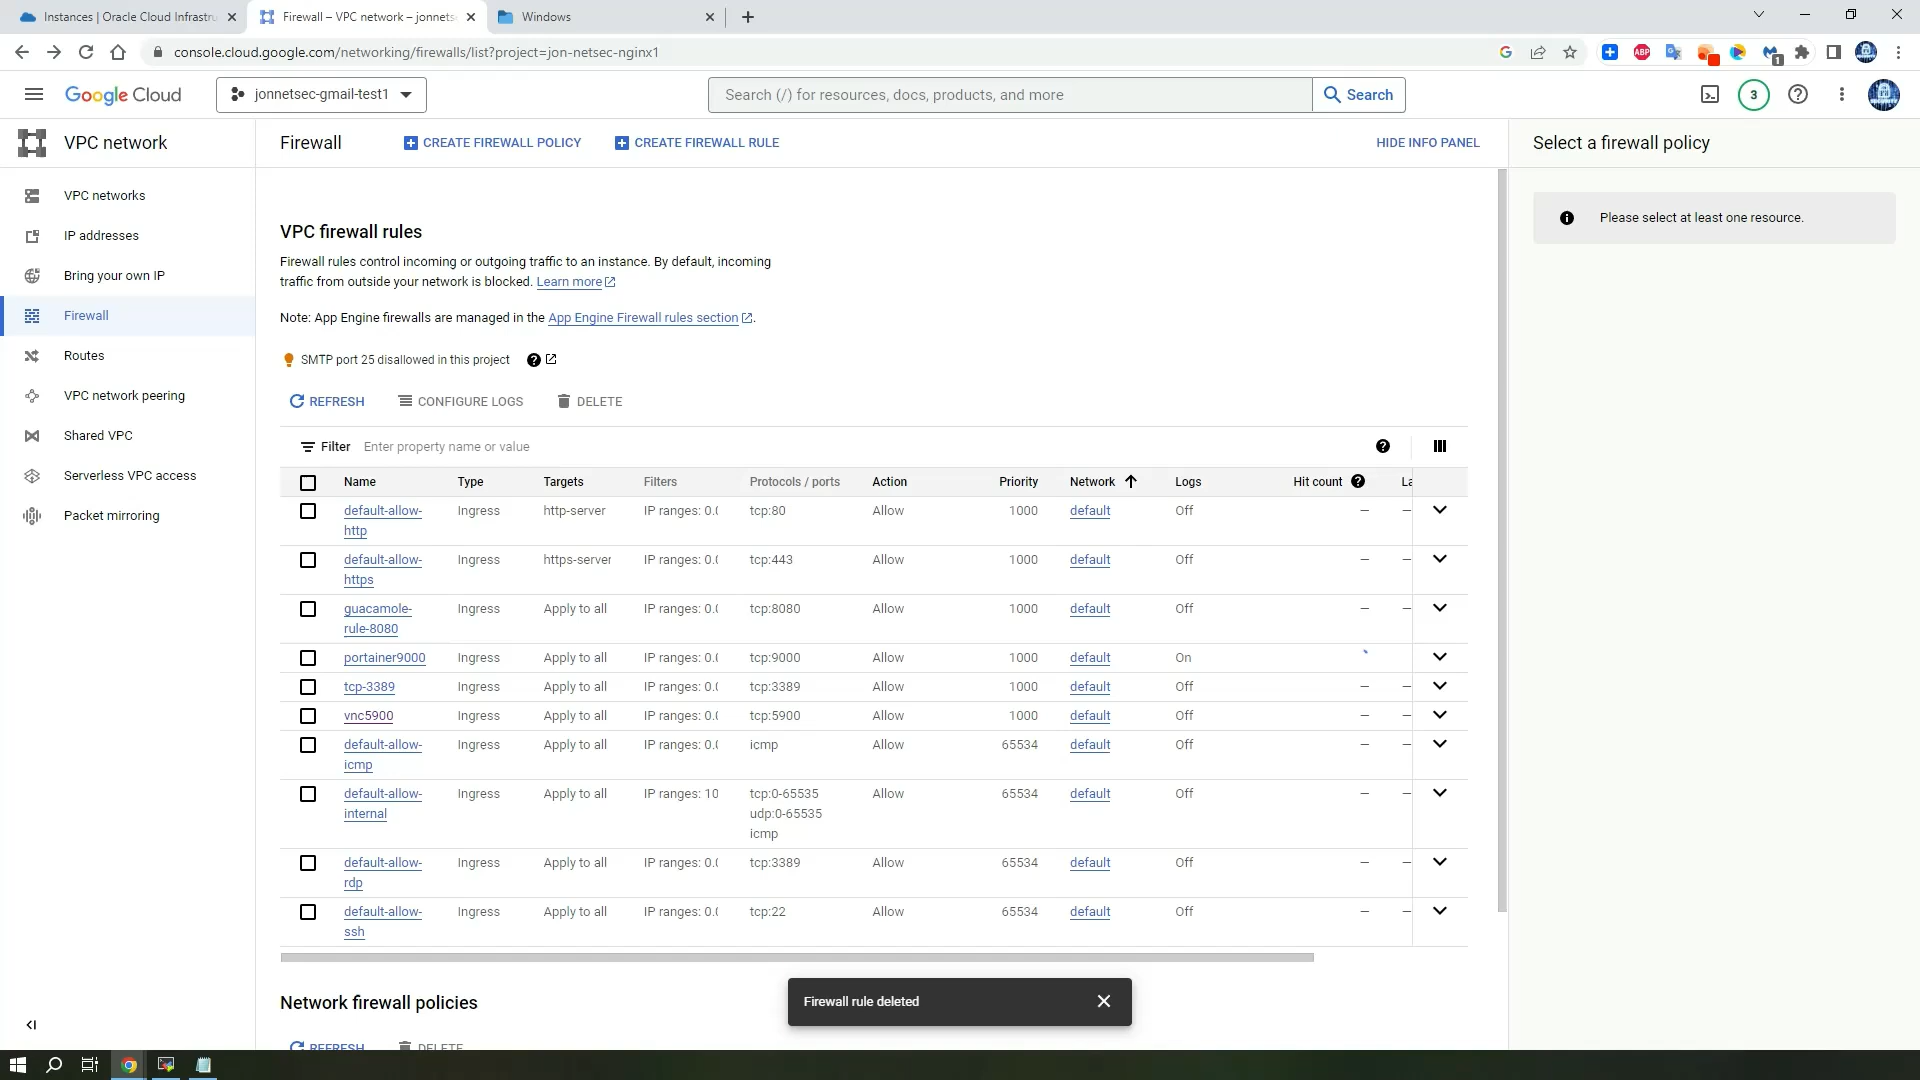 Instances | Oracle Cloud Infrastru
Firewall – VPC network – jonnets
Windows
console.cloud.google.com/networking/firewalls/list?project=jon-netsec-nginx1
ABP
1
Google Cloud
jonnetsec-gmail-test1
Search (/) for resources, docs, products, and more
Search
3
VPC network
Firewall
CREATE FIREWALL POLICY
CREATE FIREWALL RULE
HIDE INFO PANEL
Select a firewall policy
VPC networks
IP addresses
Bring your own IP
Firewall
Routes
VPC network peering
Shared VPC
Serverless VPC access
Packet mirroring
VPC firewall rules
Firewall rules control incoming or outgoing traffic to an instance. By default, incoming
traffic from outside your network is blocked. Learn more
Note: App Engine firewalls are managed in the App Engine Firewall rules section.
SMTP port 25 disallowed in this project
REFRESH CONFIGURE LOGS DELETE
Filter Enter property name or value
Name Type Targets Filters Protocols / ports Action Priority Network Logs Hit count La
default-allow- Ingress http-server IP ranges: 0.0 tcp:80 Allow 1000 default Off — —
http
default-allow- Ingress https-server IP ranges: 0.0 tcp:443 Allow 1000 default Off — —
https
guacamole- Ingress Apply to all IP ranges: 0.0 tcp:8080 Allow 1000 default Off — —
rule-8080
portainer9000 Ingress Apply to all IP ranges: 0.0 tcp:9000 Allow 1000 default On
tcp-3389 Ingress Apply to all IP ranges: 0.0 tcp:3389 Allow 1000 default Off — —
vnc5900 Ingress Apply to all IP ranges: 0.0 tcp:5900 Allow 1000 default Off — —
default-allow- Ingress Apply to all IP ranges: 0.0 icmp Allow 65534 default Off — —
icmp
default-allow- Ingress Apply to all IP ranges: 10 tcp:0-65535 Allow 65534 default Off — —
internal udp:0-65535
icmp
default-allow- Ingress Apply to all IP ranges: 0.0 tcp:3389 Allow 65534 default Off — —
rdp
default-allow- Ingress Apply to all IP ranges: 0.0 tcp:22 Allow 65534 default Off — —
ssh
Network firewall policies
REFRESH DELETE
Firewall rule deleted
Please select at least one resource.